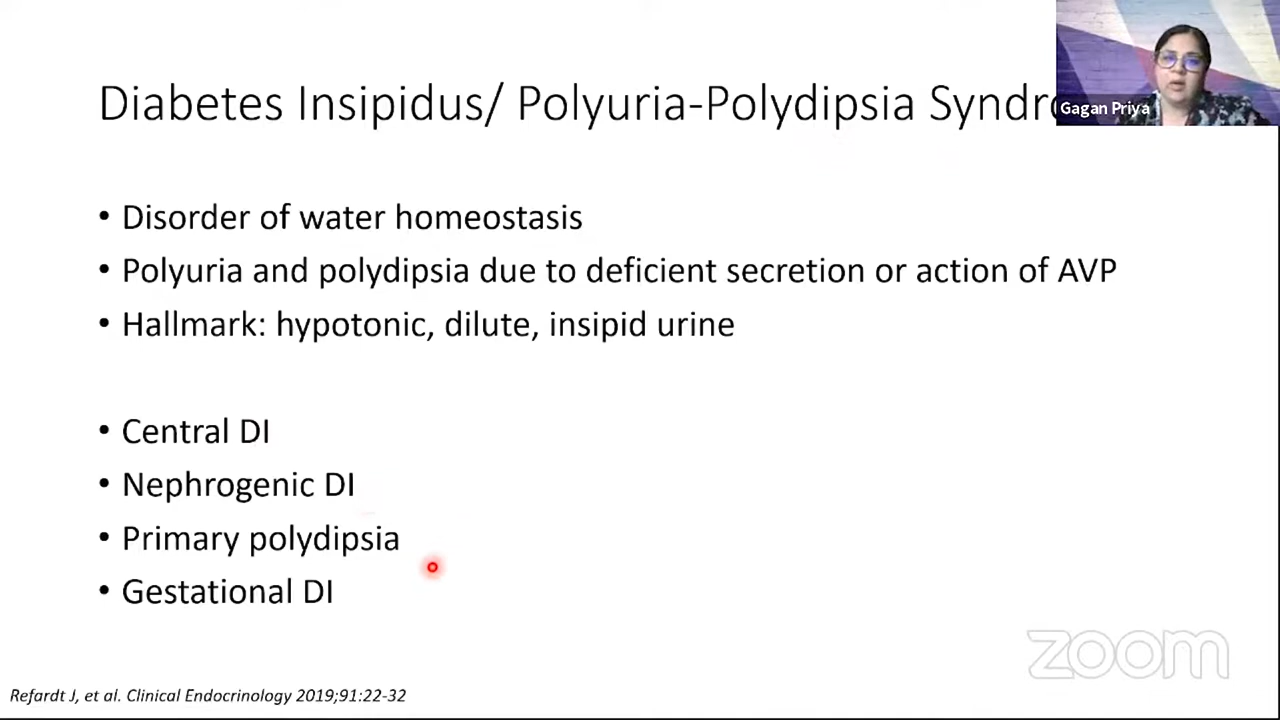 Diabetes Insipidus/ Polyuria-Polydipsia
Gagan Priya
• Disorder of water homeostasis
• Polyuria and polydipsia due to deficient secretion or action of AVP
• Hallmark: hypotonic, dilute, insipid urine
• Central DI
• Nephrogenic DI
• Primary polydipsia
• Gestational DI
zoom
Refardt J, et al. Clinical Endocrinology 2019;91:22-32